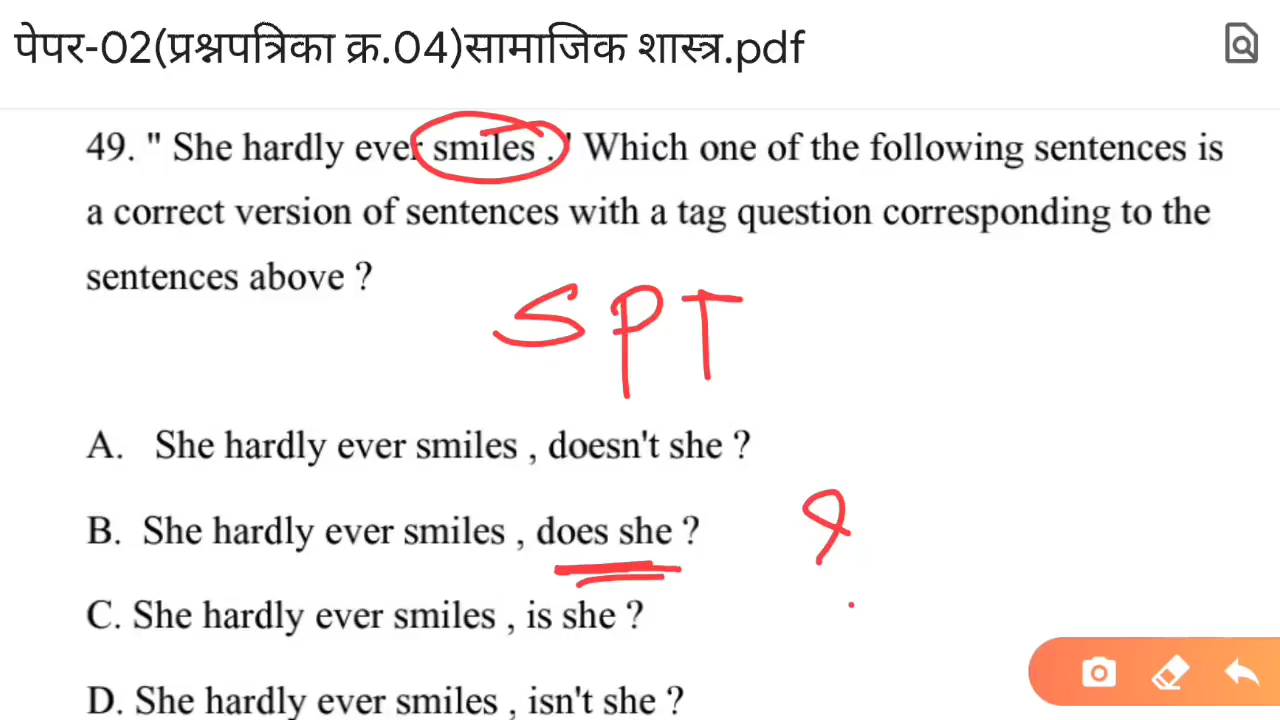 पेपर-02(प्रश्नपत्रिका क्र.04)सामाजिक शास्त्र.pdf
49. " She hardly ever smiles ." Which one of the following sentences is
a correct version of sentences with a tag question corresponding to the
sentences above ?
SPT
A. She hardly ever smiles , doesn't she ?
B. She hardly ever smiles , does she ?
C. She hardly ever smiles , is she ?
D. She hardly ever smiles , isn't she ?